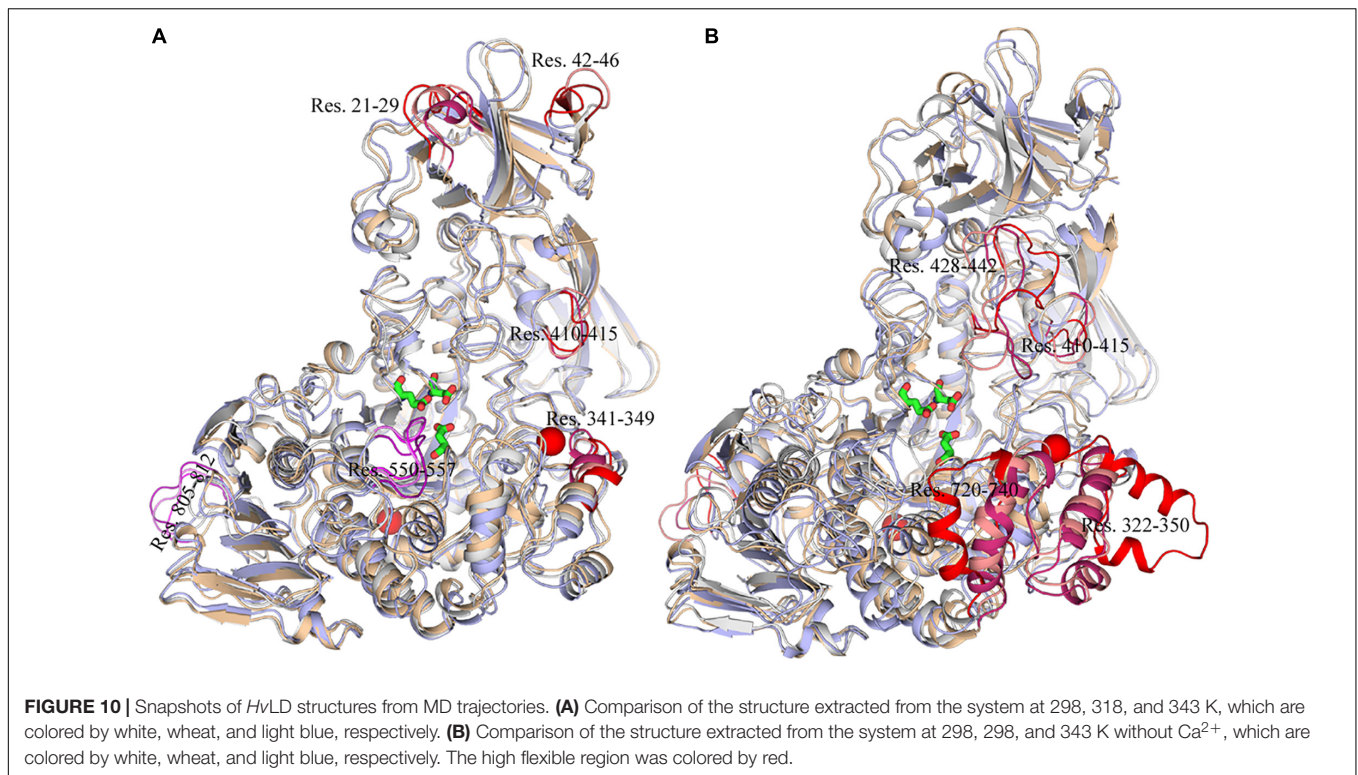 A
B
Res. 42-46
Res. 21-29
Res. 428-442
Res. 410-415
Res. 410-415
Res. 341-349
Res. 550-557
Res. 805-812
Res. 720-740
Res. 322-350
FIGURE 10 | Snapshots of HvLD structures from MD trajectories. (A) Comparison of the structure extracted from the system at 298, 318, and 343 K, which are
colored by white, wheat, and light blue, respectively. (B) Comparison of the structure extracted from the system at 298, 298, and 343 K without Ca²⁺, which are
colored by white, wheat, and light blue, respectively. The high flexible region was colored by red.